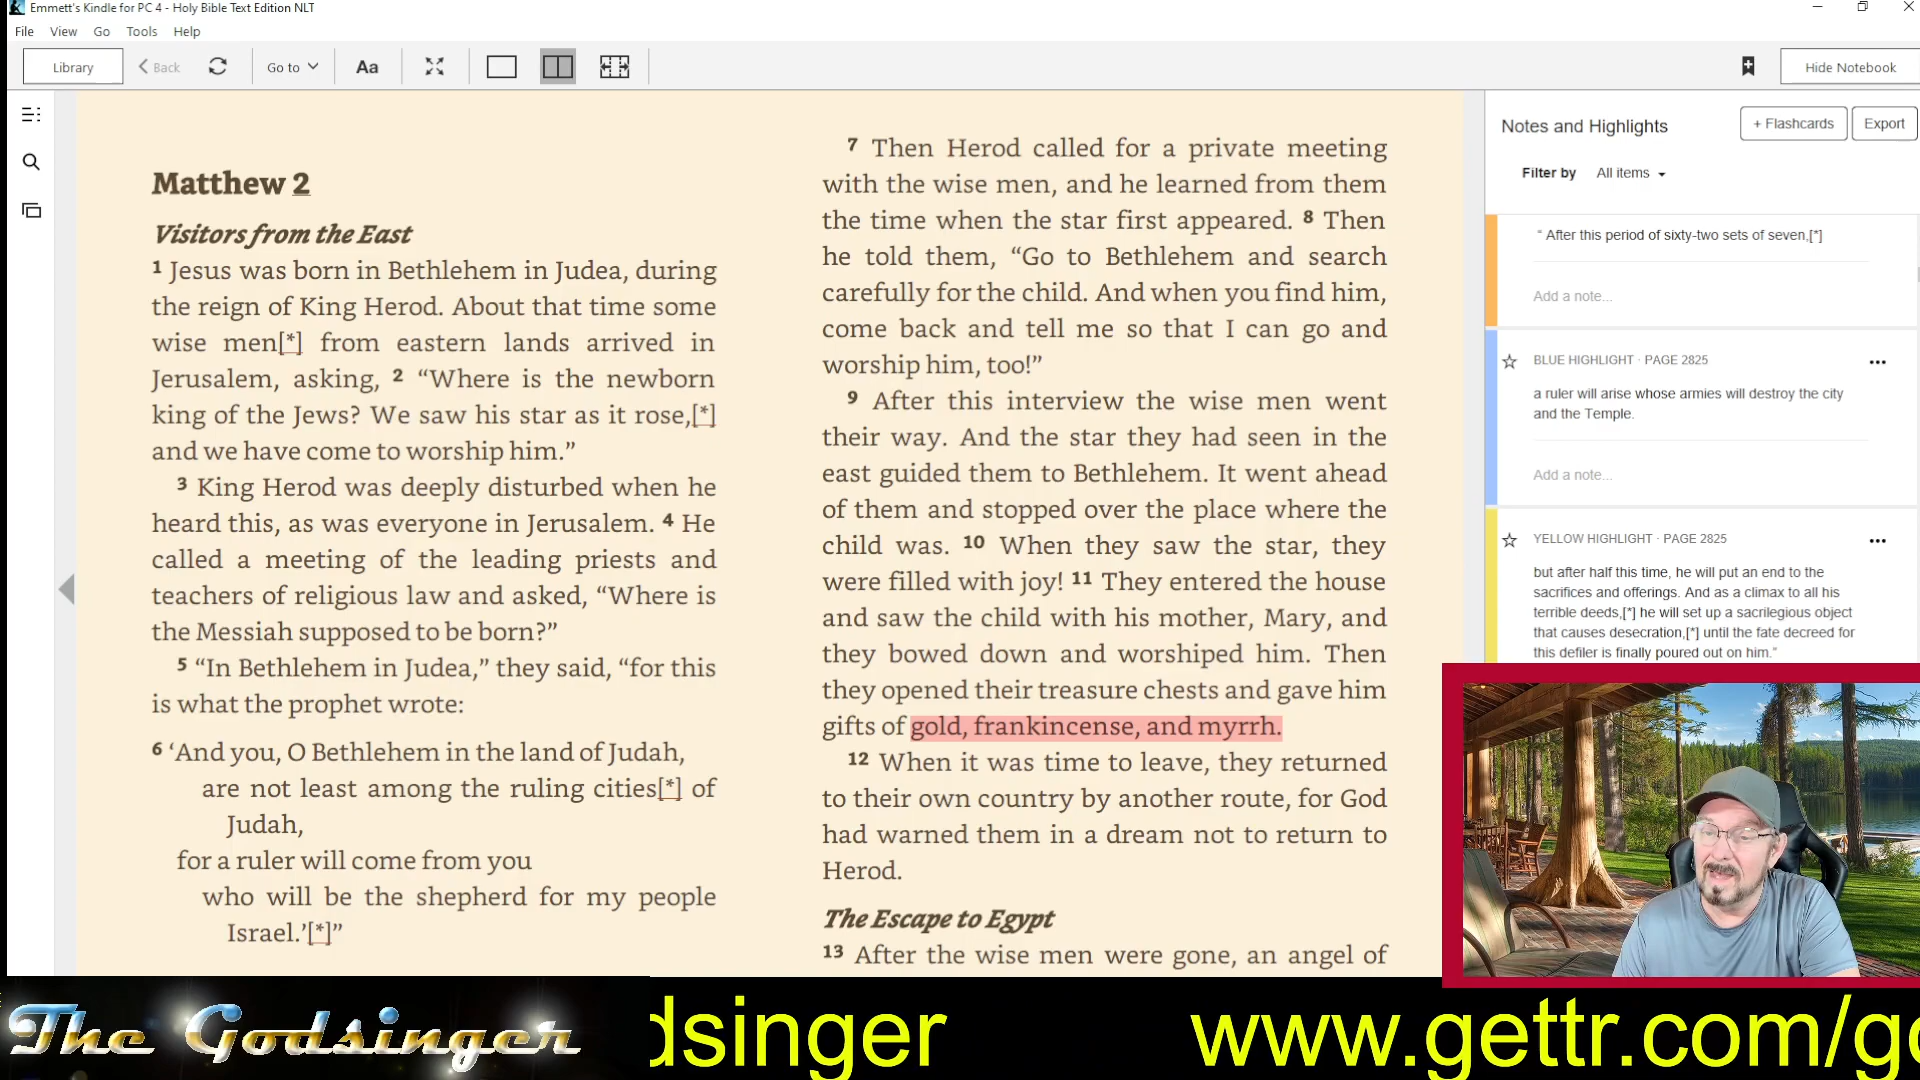 Emmett's Kindle for PC 4 - Holy Bible Text Edition NLT
File View Go Tools Help
Library
Back
Go to
Aa
Hide Notebook
Matthew 2
Visitors from the East
1 Jesus was born in Bethlehem in Judea, during
the reign of King Herod. About that time some
wise men[*] from eastern lands arrived in
Jerusalem, asking, 2 “Where is the newborn
king of the Jews? We saw his star as it rose,[*]
and we have come to worship him.”
3 King Herod was deeply disturbed when he
heard this, as was everyone in Jerusalem. 4 He
called a meeting of the leading priests and
teachers of religious law and asked, “Where is
the Messiah supposed to be born?”
5 “In Bethlehem in Judea,” they said, “for this
is what the prophet wrote:
6 ‘And you, O Bethlehem in the land of Judah,
are not least among the ruling cities[*] of
Judah,
for a ruler will come from you
who will be the shepherd for my people
Israel.’[*]”
7 Then Herod called for a private meeting
with the wise men, and he learned from them
the time when the star first appeared. 8 Then
he told them, “Go to Bethlehem and search
carefully for the child. And when you find him,
come back and tell me so that I can go and
worship him, too!”
9 After this interview the wise men went
their way. And the star they had seen in the
east guided them to Bethlehem. It went ahead
of them and stopped over the place where the
child was. 10 When they saw the star, they
were filled with joy! 11 They entered the house
and saw the child with his mother, Mary, and
they bowed down and worshiped him. Then
they opened their treasure chests and gave him
gifts of gold, frankincense, and myrrh.
12 When it was time to leave, they returned
to their own country by another route, for God
had warned them in a dream not to return to
Herod.
The Escape to Egypt
13 After the wise men were gone, an angel of
Notes and Highlights
+ Flashcards
Export
Filter by All items
“ After this period of sixty-two sets of seven,[*]
Add a note...
BLUE HIGHLIGHT · PAGE 2825
a ruler will arise whose armies will destroy the city
and the Temple.
Add a note...
YELLOW HIGHLIGHT · PAGE 2825
but after half this time, he will put an end to the
sacrifices and offerings. And as a climax to all his
terrible deeds,[*] he will set up a sacrilegious object
that causes desecration,[*] until the fate decreed for
this defiler is finally poured out on him.”
The Godsinger
dsinger www.gettr.com/go